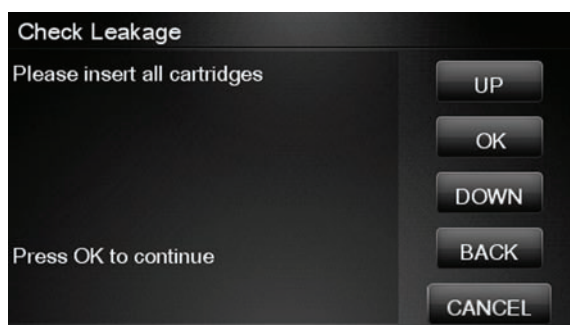 Check Leakage
Please insert all cartridges
UP
OK
DOWN
Press OK to continue
BACK
CANCEL